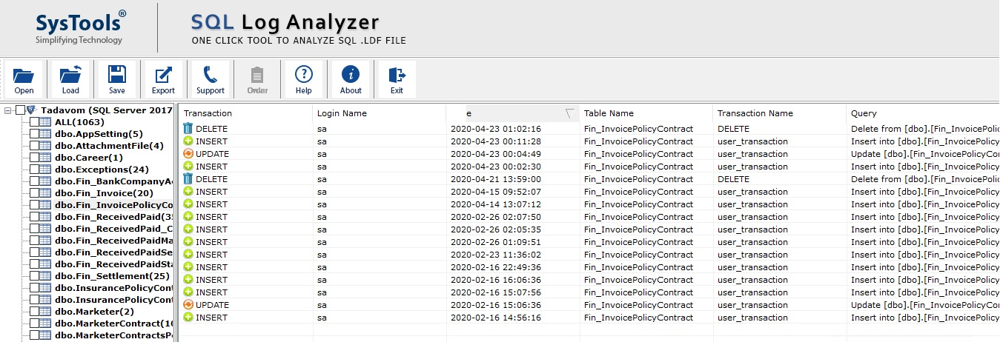 SysTools®
Simplifying Technology
SQL Log Analyzer
ONE CLICK TOOL TO ANALYZE SQL .LDF FILE
Open Load Save Export Support Order Help About Exit
Tadavom (SQL Server 2017
ALL(1063)
dbo.AppSetting(5)
dbo.AttachmentFile(4)
dbo.Career(1)
dbo.Exceptions(24)
dbo.Fin_BankCompanyA
dbo.Fin_Invoice(20)
dbo.Fin_InvoicePolicyCo
dbo.Fin_ReceivedPaid(3
dbo.Fin_ReceivedPaid_C
dbo.Fin_ReceivedPaidMa
dbo.Fin_ReceivedPaidSe
dbo.Fin_ReceivedPaidSta
dbo.Fin_Settlement(25)
dbo.InsurancePolicyCont
dbo.InsurancePolicyCont
dbo.Marketer(2)
dbo.MarketerContract(10
dbo.MarketerContractsPo
Transaction Login Name e Table Name Transaction Name Query
DELETE sa 2020-04-23 01:02:16 Fin_InvoicePolicyContract DELETE Delete from [dbo].[Fin_InvoicePoli
INSERT sa 2020-04-23 00:11:28 Fin_InvoicePolicyContract user_transaction Insert into [dbo].[Fin_InvoicePolic
UPDATE sa 2020-04-23 00:04:49 Fin_InvoicePolicyContract user_transaction Update [dbo].[Fin_InvoicePolicyCo
INSERT sa 2020-04-23 00:02:30 Fin_InvoicePolicyContract user_transaction Insert into [dbo].[Fin_InvoicePolic
DELETE sa 2020-04-21 13:59:00 Fin_InvoicePolicyContract DELETE Delete from [dbo].[Fin_InvoicePoli
INSERT sa 2020-04-15 09:52:07 Fin_InvoicePolicyContract user_transaction Insert into [dbo].[Fin_InvoicePolic
INSERT sa 2020-04-14 13:07:12 Fin_InvoicePolicyContract user_transaction Insert into [dbo].[Fin_InvoicePolic
INSERT sa 2020-02-26 02:07:50 Fin_InvoicePolicyContract user_transaction Insert into [dbo].[Fin_InvoicePolic
INSERT sa 2020-02-26 02:05:35 Fin_InvoicePolicyContract user_transaction Insert into [dbo].[Fin_InvoicePolic
INSERT sa 2020-02-26 01:09:51 Fin_InvoicePolicyContract user_transaction Insert into [dbo].[Fin_InvoicePolic
INSERT sa 2020-02-23 11:36:02 Fin_InvoicePolicyContract user_transaction Insert into [dbo].[Fin_InvoicePolic
INSERT sa 2020-02-16 22:49:36 Fin_InvoicePolicyContract user_transaction Insert into [dbo].[Fin_InvoicePolic
INSERT sa 2020-02-16 16:06:36 Fin_InvoicePolicyContract user_transaction Insert into [dbo].[Fin_InvoicePolic
INSERT sa 2020-02-16 15:07:56 Fin_InvoicePolicyContract user_transaction Insert into [dbo].[Fin_InvoicePolic
UPDATE sa 2020-02-16 15:06:36 Fin_InvoicePolicyContract user_transaction Update [dbo].[Fin_InvoicePolicyCo
INSERT sa 2020-02-16 14:56:16 Fin_InvoicePolicyContract user_transaction Insert into [dbo].[Fin_InvoicePolic